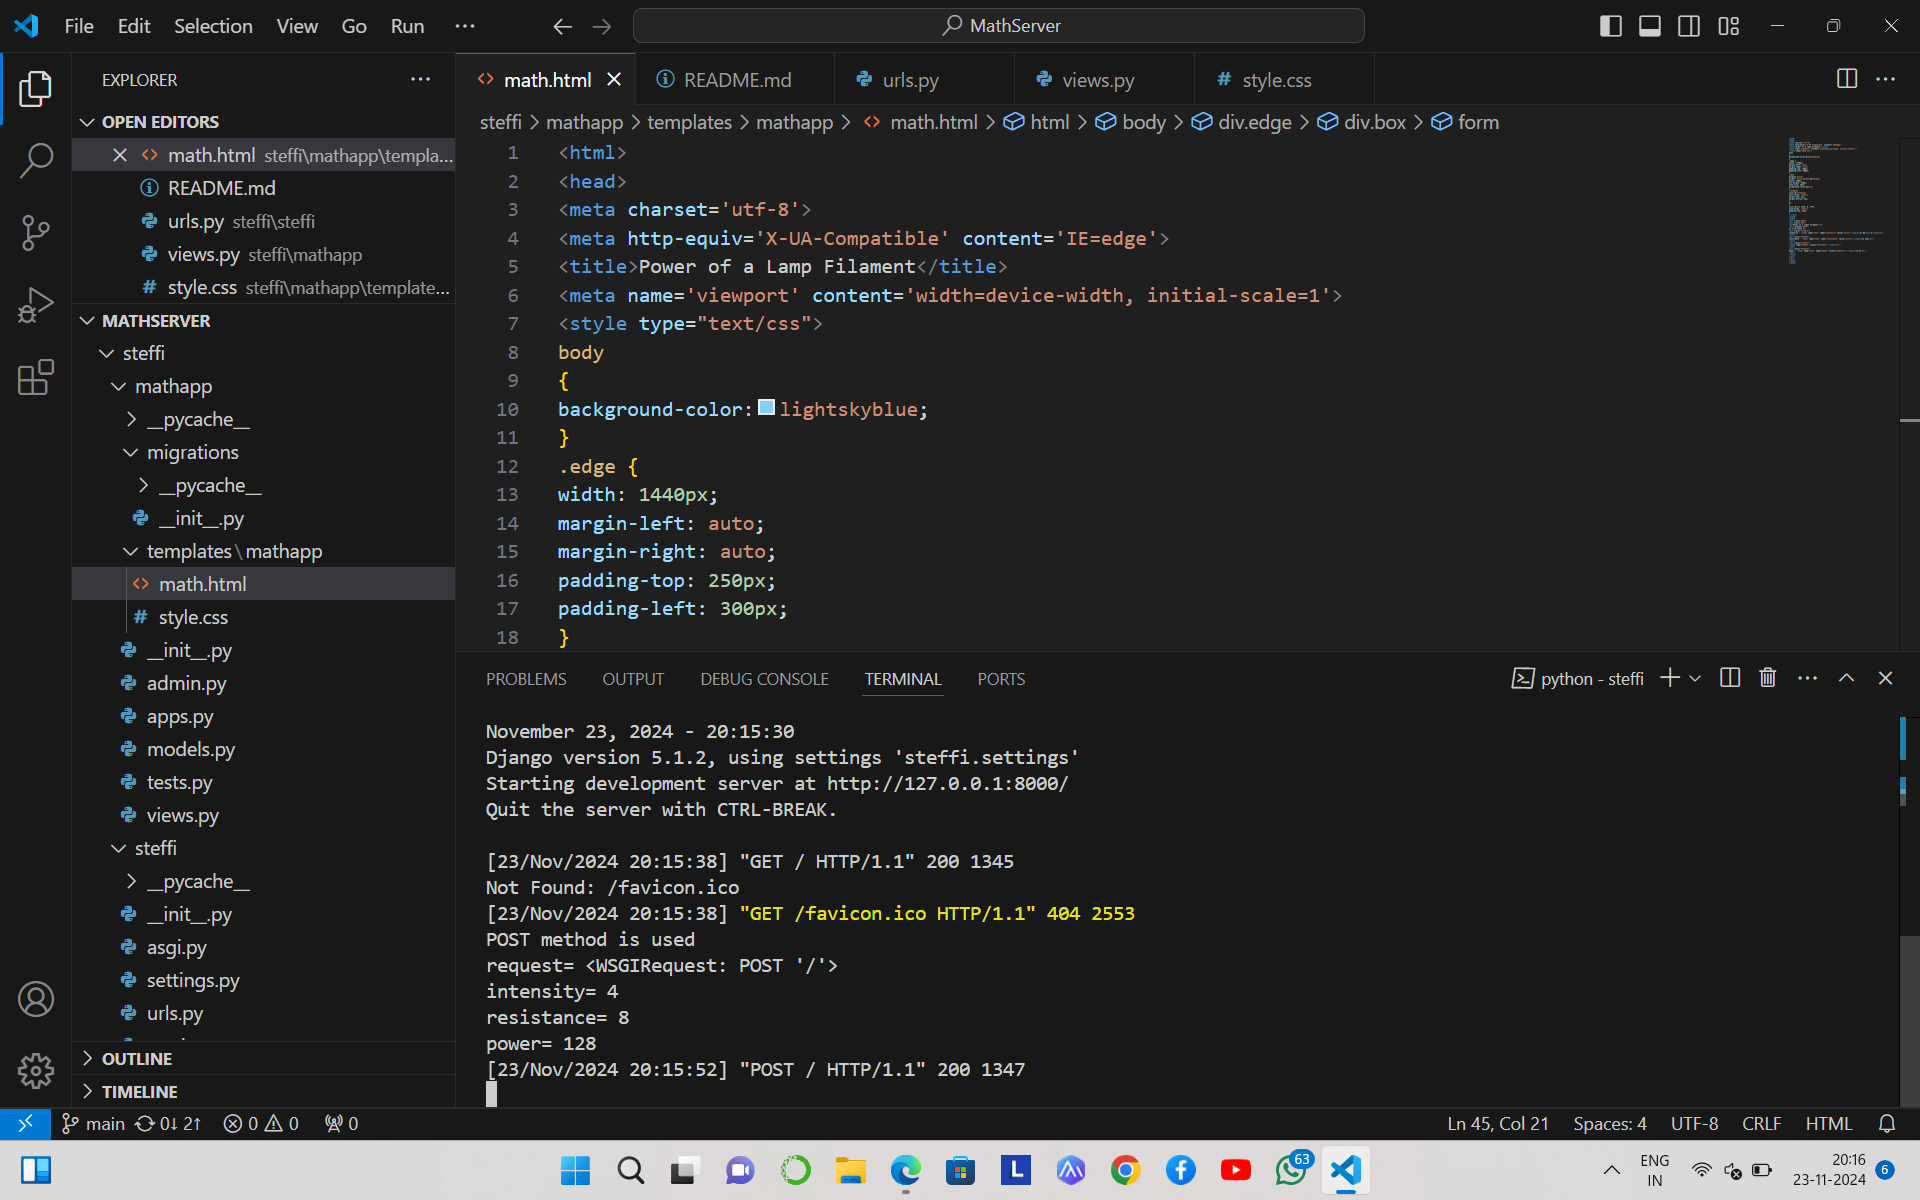 File Edit Selection View Go Run ··· MathServer
EXPLORER
OPEN EDITORS
math.html steffi\mathapp\templa...
README.md
urls.py steffi\steffi
views.py steffi\mathapp
style.css steffi\mathapp\template...
MATHSERVER
steffi
mathapp
__pycache__
migrations
__pycache__
__init__.py
templates\mathapp
math.html
style.css
__init__.py
admin.py
apps.py
models.py
tests.py
views.py
steffi
__pycache__
__init__.py
asgi.py
settings.py
urls.py
OUTLINE
TIMELINE
math.html README.md urls.py views.py style.css
steffi > mathapp > templates > mathapp > math.html > html > body > div.edge > div.box > form
1 <html>
2 <head>
3 <meta charset='utf-8'>
4 <meta http-equiv='X-UA-Compatible' content='IE=edge'>
5 <title>Power of a Lamp Filament</title>
6 <meta name='viewport' content='width=device-width, initial-scale=1'>
7 <style type="text/css">
8 body
9 {
10 background-color: lightskyblue;
11 }
12 .edge {
13 width: 1440px;
14 margin-left: auto;
15 margin-right: auto;
16 padding-top: 250px;
17 padding-left: 300px;
18 }
PROBLEMS OUTPUT DEBUG CONSOLE TERMINAL PORTS python - steffi
November 23, 2024 - 20:15:30
Django version 5.1.2, using settings 'steffi.settings'
Starting development server at http://127.0.0.1:8000/
Quit the server with CTRL-BREAK.
[23/Nov/2024 20:15:38] "GET / HTTP/1.1" 200 1345
Not Found: /favicon.ico
[23/Nov/2024 20:15:38] "GET /favicon.ico HTTP/1.1" 404 2553
POST method is used
request= <WSGIRequest: POST '/'>
intensity= 4
resistance= 8
power= 128
[23/Nov/2024 20:15:52] "POST / HTTP/1.1" 200 1347
main 0↓ 2↑ 0 0 0 Ln 45, Col 21 Spaces: 4 UTF-8 CRLF HTML
L 63 ENG
IN
20:16
23-11-2024 6